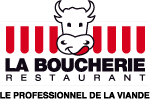 LA BOUCHERIE
RESTAURANT
LE PROFESSIONNEL DE LA VIANDE